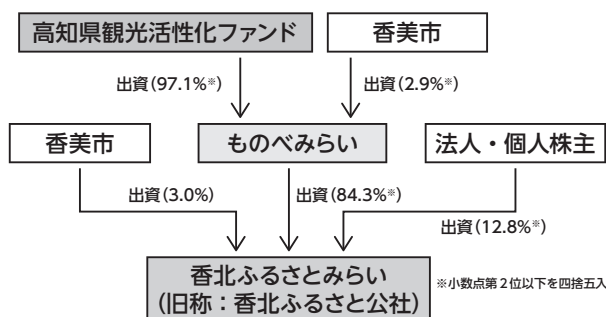 高知県観光活性化ファンド
香美市
出資(97.1%※)
出資(2.9%※)
香美市
ものべみらい
法人・個人株主
出資(3.0%)
出資(84.3%※)
出資(12.8%※)
香北ふるさとみらい
(旧称:香北ふるさと公社)
※小数点第2位以下を四捨五入